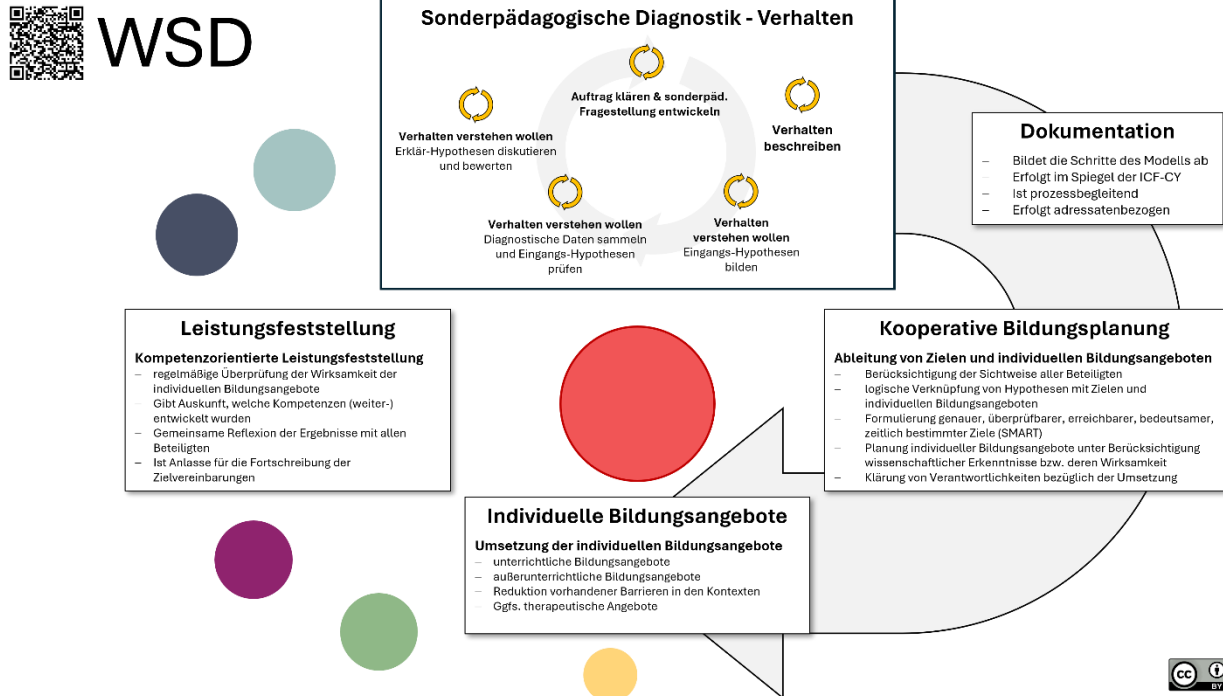 WSD
Sonderpädagogische Diagnostik - Verhalten
Auftrag klären & sonderpäd.
Fragestellung entwickeln
Verhalten
beschreiben
Verhalten
verstehen wollen
Eingangs-Hypothesen
bilden
Verhalten verstehen wollen
Diagnostische Daten sammeln
und Eingangs-Hypothesen
prüfen
Verhalten verstehen wollen
Erklär-Hypothesen diskutieren
und bewerten
Dokumentation
– Bildet die Schritte des Modells ab
– Erfolgt im Spiegel der ICF-CY
– Ist prozessbegleitend
– Erfolgt adressatenbezogen
Kooperative Bildungsplanung
Ableitung von Zielen und individuellen Bildungsangeboten
– Berücksichtigung der Sichtweise aller Beteiligten
– logische Verknüpfung von Hypothesen mit Zielen und
individuellen Bildungsangeboten
– Formulierung genauer, überprüfbarer, erreichbarer, bedeutsamer,
zeitlich bestimmter Ziele (SMART)
– Planung individueller Bildungsangebote unter Berücksichtigung
wissenschaftlicher Erkenntnisse bzw. deren Wirksamkeit
– Klärung von Verantwortlichkeiten bezüglich der Umsetzung
Individuelle Bildungsangebote
Umsetzung der individuellen Bildungsangebote
– unterrichtliche Bildungsangebote
– außerunterrichtliche Bildungsangebote
– Reduktion vorhandener Barrieren in den Kontexten
– Ggfs. therapeutische Angebote
Leistungsfeststellung
Kompetenzorientierte Leistungsfeststellung
– regelmäßige Überprüfung der Wirksamkeit der
individuellen Bildungsangebote
– Gibt Auskunft, welche Kompetenzen (weiter-)
entwickelt wurden
– Gemeinsame Reflexion der Ergebnisse mit allen
Beteiligten
– Ist Anlasse für die Fortschreibung der
Zielvereinbarungen
cc
BY